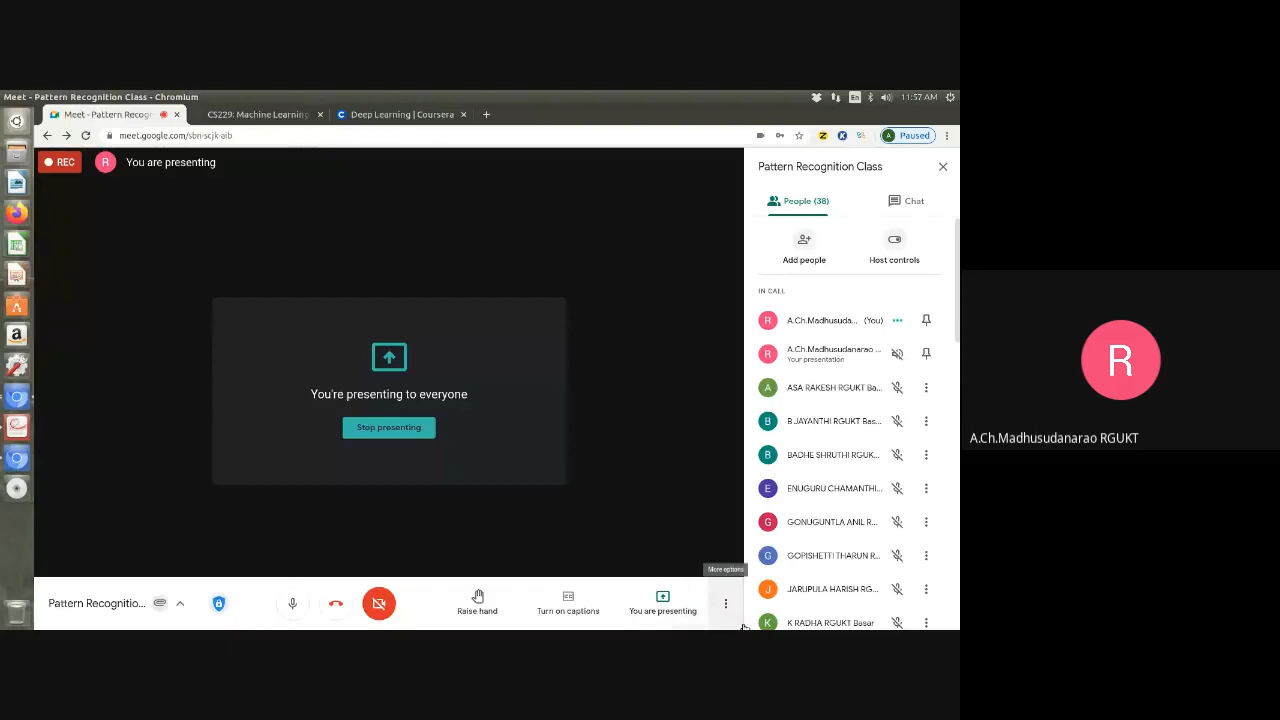 Meet - Pattern Recognition Class - Chromium
En
11:57 AM
Meet - Pattern Recogn
CS229: Machine Learning
Deep Learning | Coursera
meet.google.com/sbn-scjk-aib
A Paused
REC
R You are presenting
Pattern Recognition Class
People (38)
Chat
Add people
Host controls
IN CALL
R A.Ch.Madhusuda... (You)
R A.Ch.Madhusudanarao ...
Your presentation
A ASA RAKESH RGUKT Ba...
B B JAYANTHI RGUKT Bas...
B BADHE SHRUTHI RGUK...
E ENUGURU CHAMANTHI...
G GONUGUNTLA ANIL R...
G GOPISHETTI THARUN R...
J JARUPULA HARISH RG...
K K RADHA RGUKT Basar
You're presenting to everyone
Stop presenting
More options
Pattern Recognitio...
Raise hand
Turn on captions
You are presenting
R
A.Ch.Madhusudanarao RGUKT